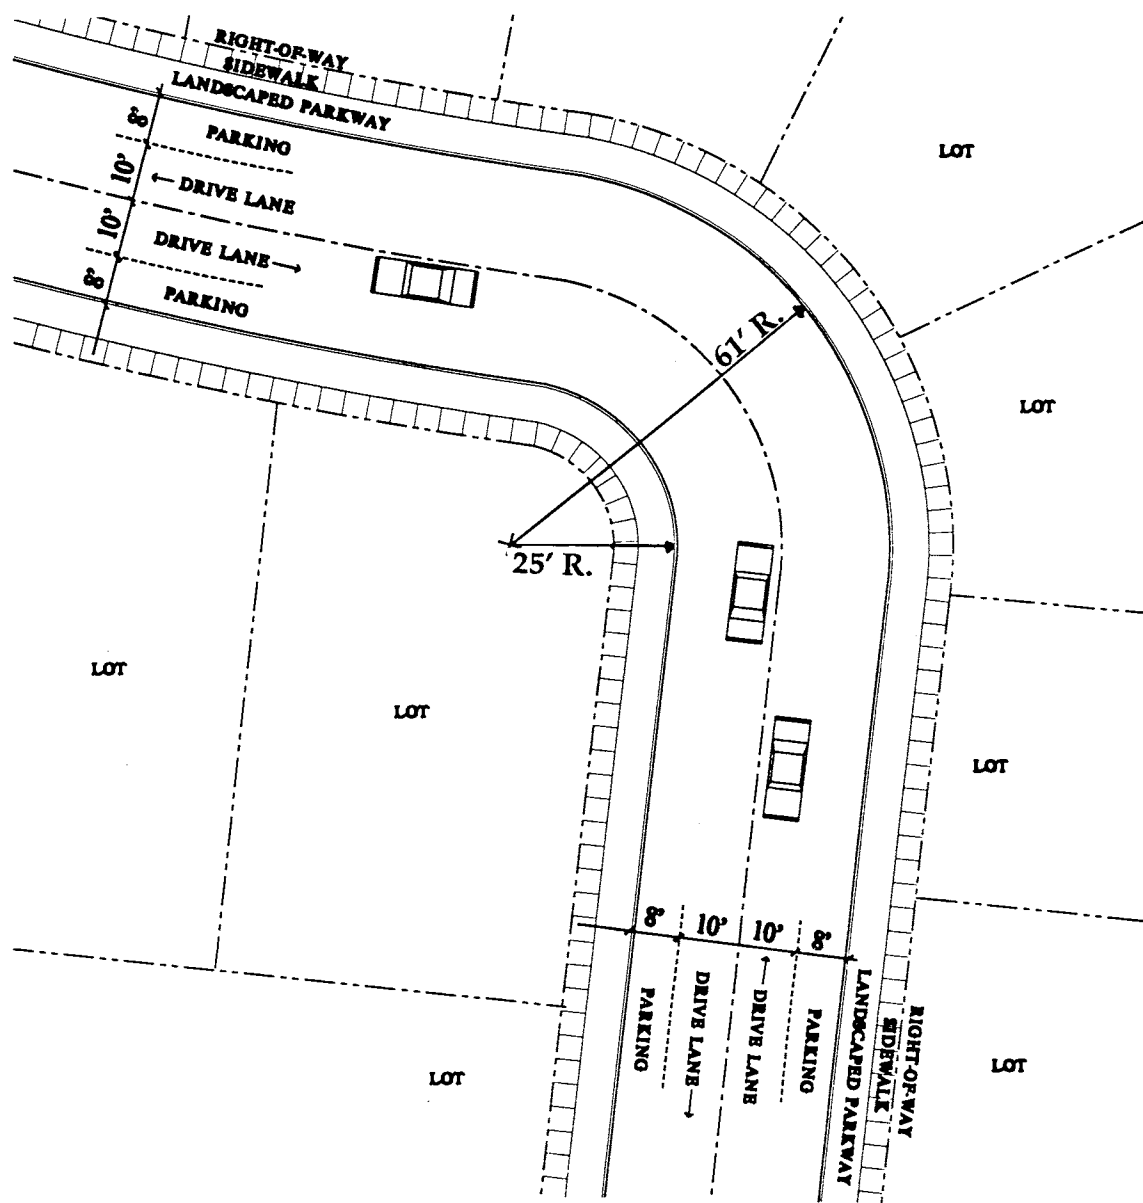 RIGHT-OF-WAY
SIDEWALK
LANDSCAPED PARKWAY
8'
PARKING
10'
← DRIVE LANE
10'
DRIVE LANE →
8'
PARKING
LOT
61' R.
LOT
25' R.
LOT
LOT
LOT
8'
10'
10'
8'
PARKING
DRIVE LANE →
← DRIVE LANE
PARKING
LANDSCAPED PARKWAY
SIDEWALK
RIGHT-OF-WAY
LOT
LOT